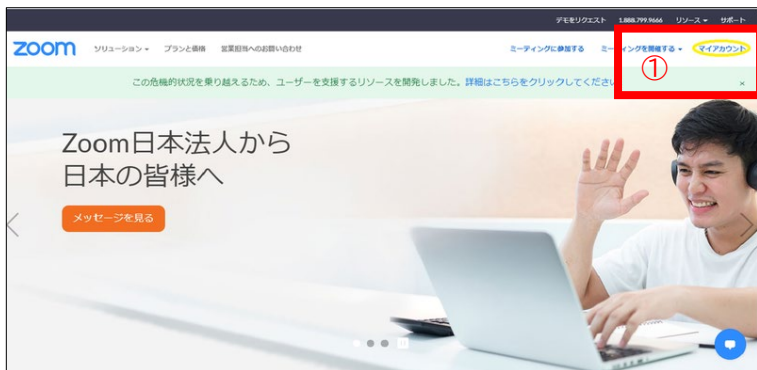 デモをリクエスト 1.888.799.9666 リソース サポート
zoom ソリューション プランと価格 営業担当へのお問い合わせ ミーティングに参加する ミーティングを開催する マイアカウント
①
この危機的状況を乗り越えるため、ユーザーを支援するリソースを開発しました。詳細はこちらをクリックしてください ×
Zoom日本法人から
日本の皆様へ
メッセージを見る